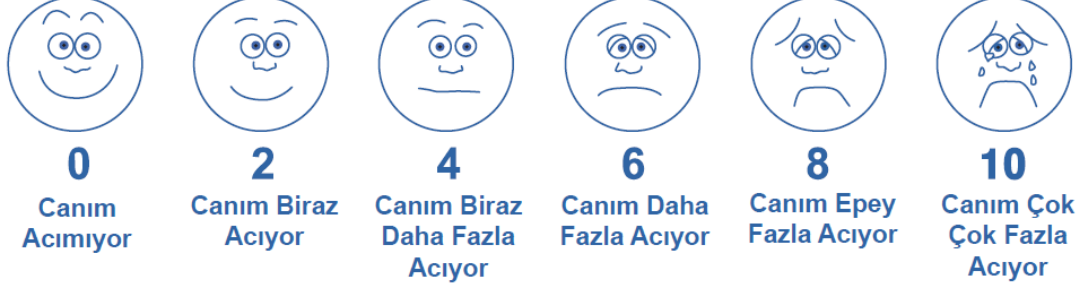 0
Canım
Acımıyor
2
Canım Biraz
Acıyor
4
Canım Biraz
Daha Fazla
Acıyor
6
Canım Daha
Fazla Acıyor
8
Canım Epey
Fazla Acıyor
10
Canım Çok
Çok Fazla
Acıyor